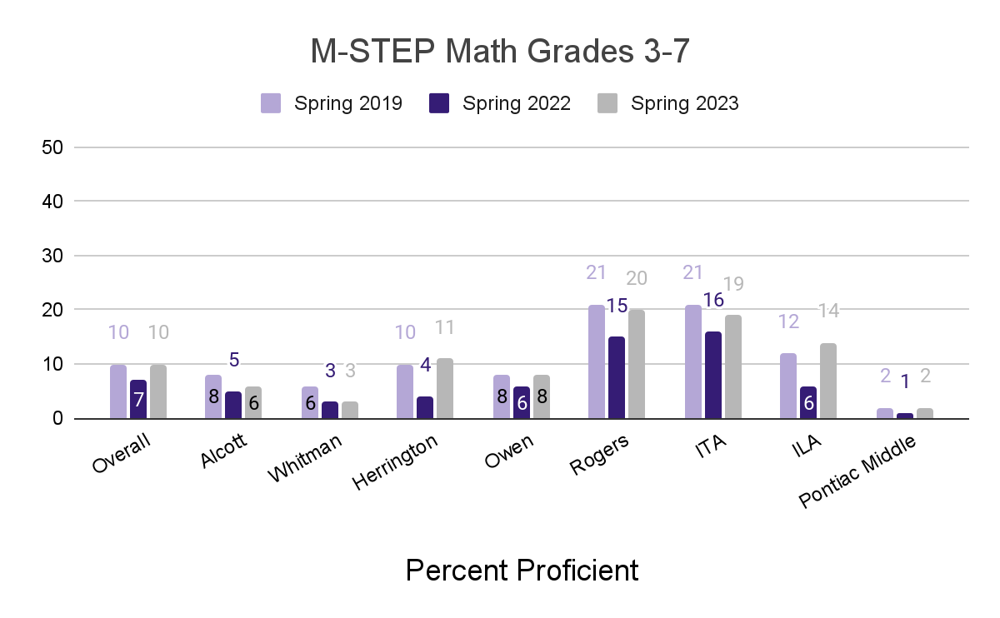 M-STEP Math Grades 3-7
Spring 2019 Spring 2022 Spring 2023
50
40
30
20
10
0
10 7 10
8 5 6
6 3 3
10 4 11
8 6 8
21 15 20
21 16 19
12 6 14
2 1 2
Overall Alcott Whitman Herrington Owen Rogers ITA ILA Pontiac Middle
Percent Proficient